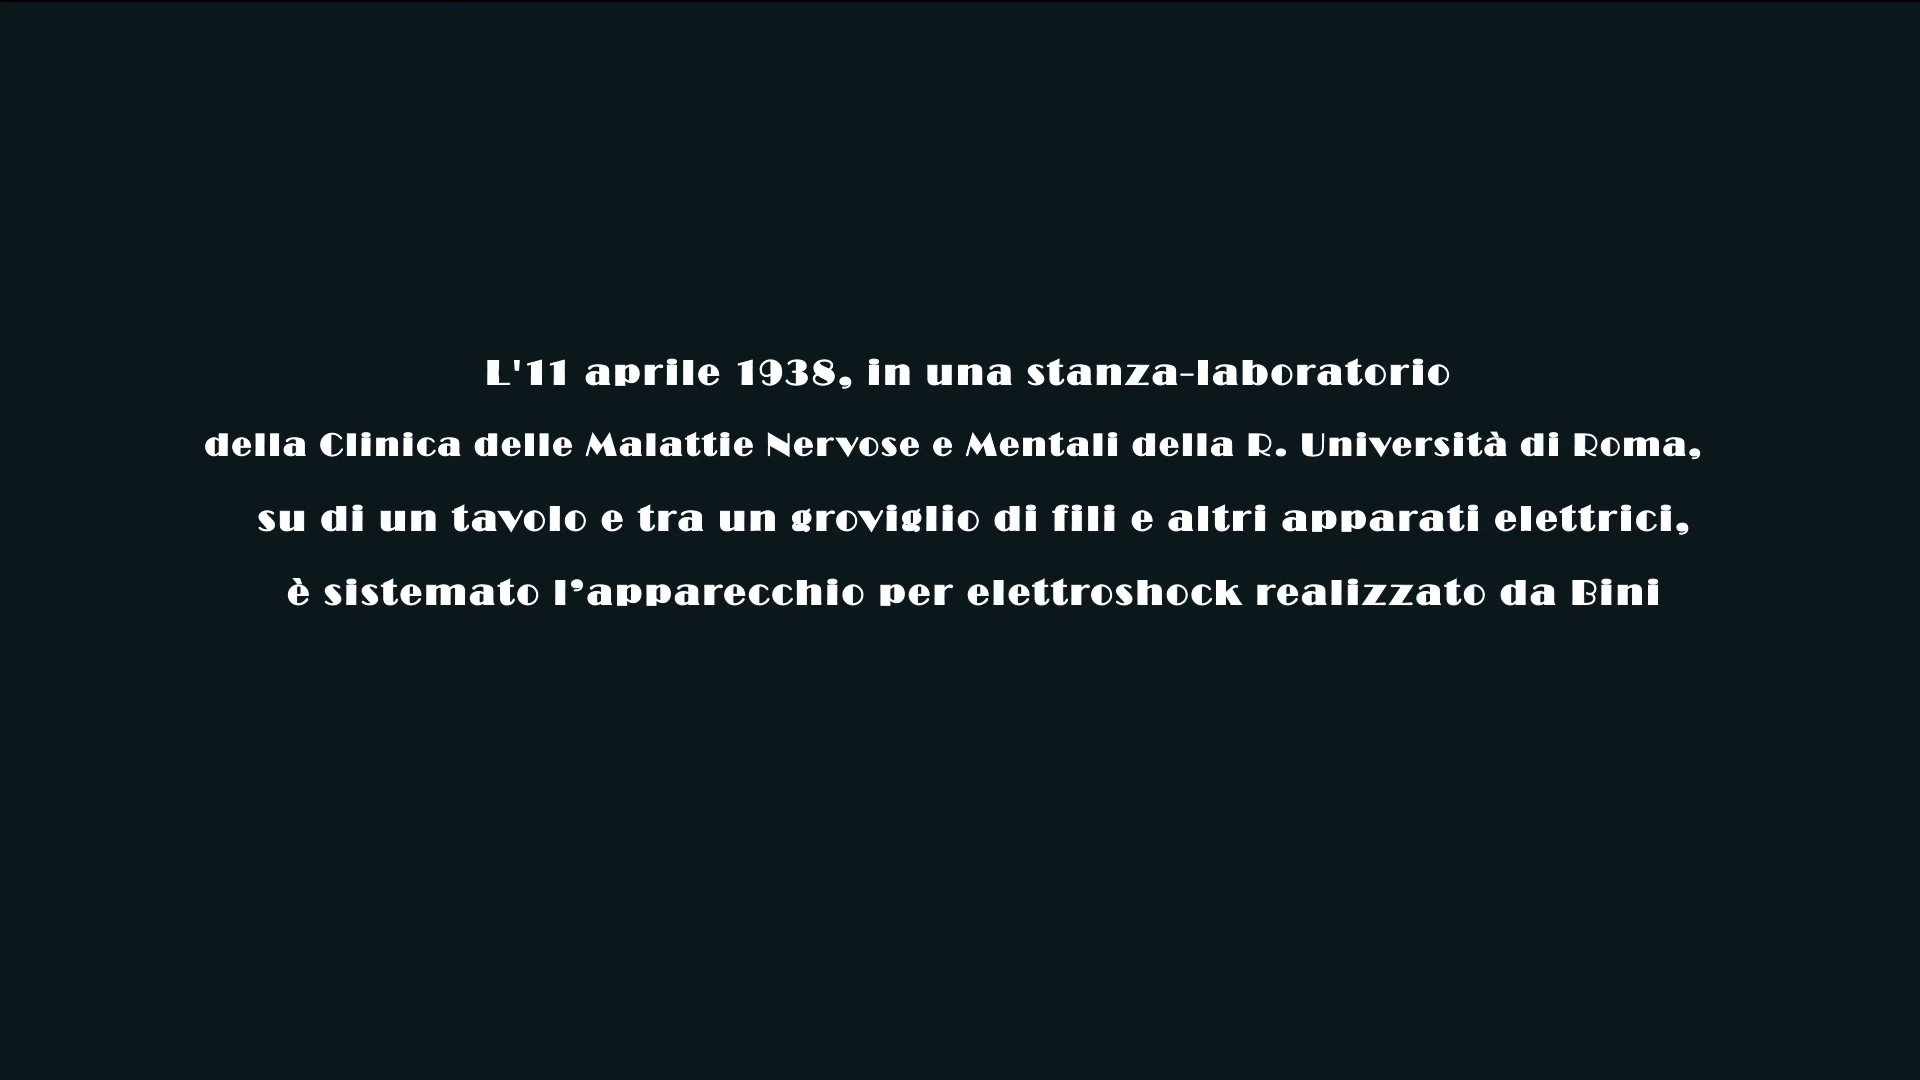 L'11 aprile 1938, in una stanza-laboratorio
della Clinica delle Malattie Nervose e Mentali della R. Università di Roma,
su di un tavolo e tra un groviglio di fili e altri apparati elettrici,
è sistemato l’apparecchio per elettroshock realizzato da Bini